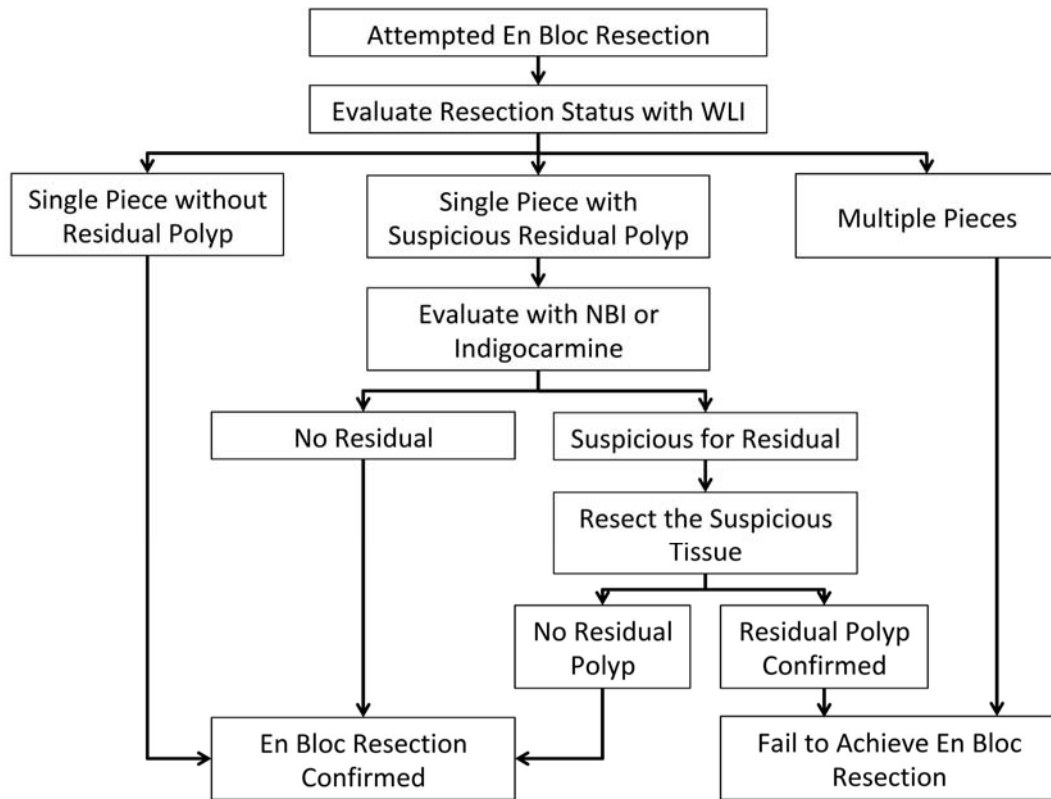 Attempted En Bloc Resection
Evaluate Resection Status with WLI
Single Piece without
Residual Polyp
Single Piece with
Suspicious Residual Polyp
Multiple Pieces
Evaluate with NBI or
Indigocarmine
No Residual
Suspicious for Residual
Resect the Suspicious
Tissue
No Residual
Polyp
Residual Polyp
Confirmed
En Bloc Resection
Confirmed
Fail to Achieve En Bloc
Resection